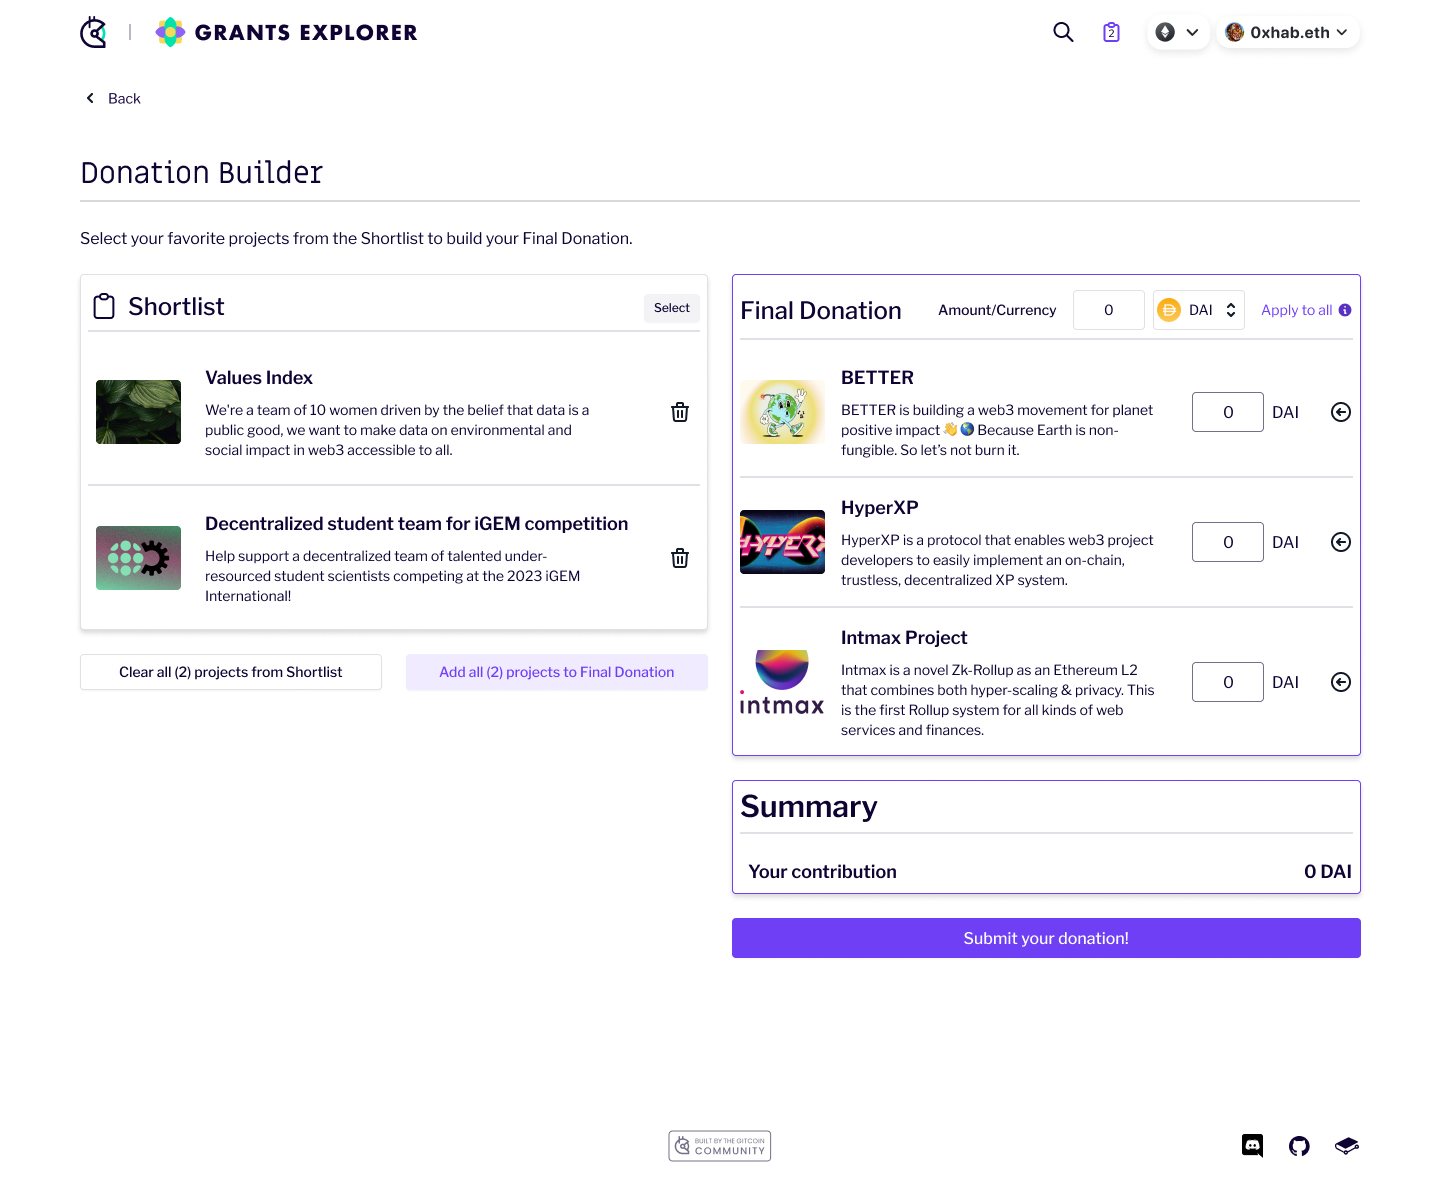 GRANTS EXPLORER
2
0xhab.eth
Back
Donation Builder
Select your favorite projects from the Shortlist to build your Final Donation.
Shortlist
Select
Values Index
We're a team of 10 women driven by the belief that data is a
public good, we want to make data on environmental and
social impact in web3 accessible to all.
Decentralized student team for iGEM competition
Help support a decentralized team of talented under-
resourced student scientists competing at the 2023 iGEM
International!
Clear all (2) projects from Shortlist
Add all (2) projects to Final Donation
Final Donation
Amount/Currency
0
DAI
Apply to all
BETTER
BETTER is building a web3 movement for planet
positive impact 👋🌎 Because Earth is non-
fungible. So let's not burn it.
0 DAI
HYPERX
HyperXP
HyperXP is a protocol that enables web3 project
developers to easily implement an on-chain,
trustless, decentralized XP system.
0 DAI
intmax
Intmax Project
Intmax is a novel Zk-Rollup as an Ethereum L2
that combines both hyper-scaling & privacy. This
is the first Rollup system for all kinds of web
services and finances.
0 DAI
Summary
Your contribution
0 DAI
Submit your donation!
BUILT BY THE GITCOIN
COMMUNITY